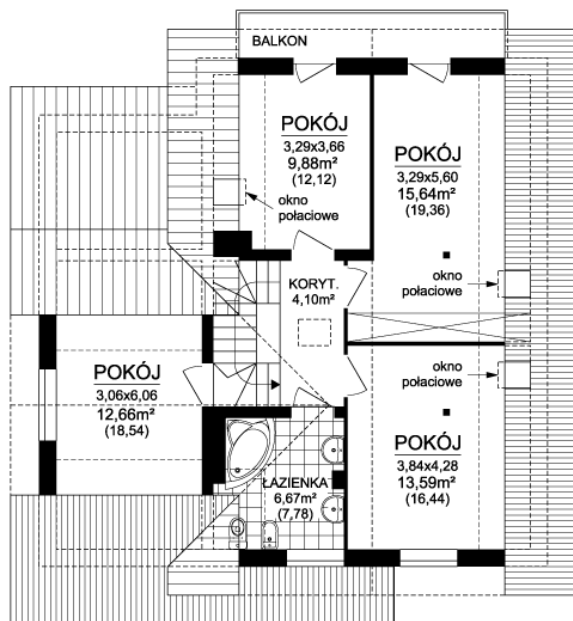 BALKON
POKÓJ
3,29x3,66
9,88m²
(12,12)
okno
połaciowe
POKÓJ
3,29x5,60
15,64m²
(19,36)
okno
połaciowe
KORYT.
4,10m²
POKÓJ
3,06x6,06
12,66m²
(18,54)
okno
połaciowe
POKÓJ
3,84x4,28
13,59m²
(16,44)
ŁAZIENKA
6,67m²
(7,78)